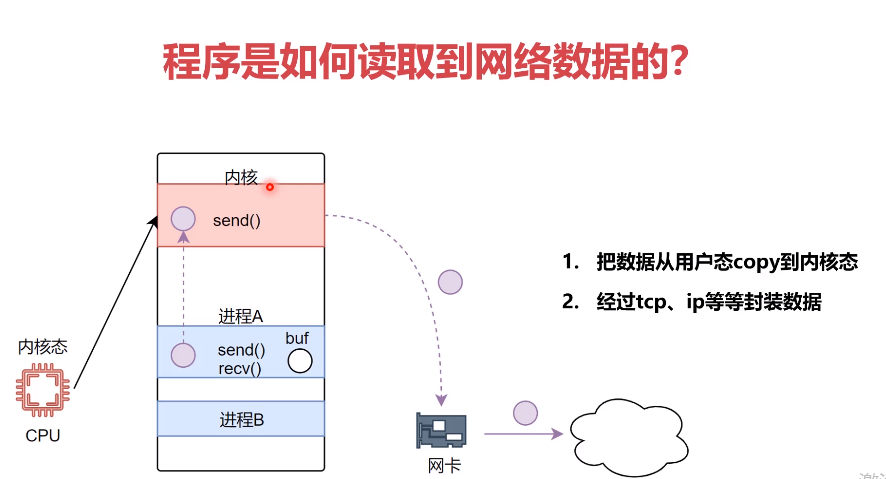 程序是如何读取到网络数据的？
内核
send()
1. 把数据从用户态copy到内核态
2. 经过tcp、ip等等封装数据
进程A
buf
send()
recv()
内核态
CPU
进程B
网卡